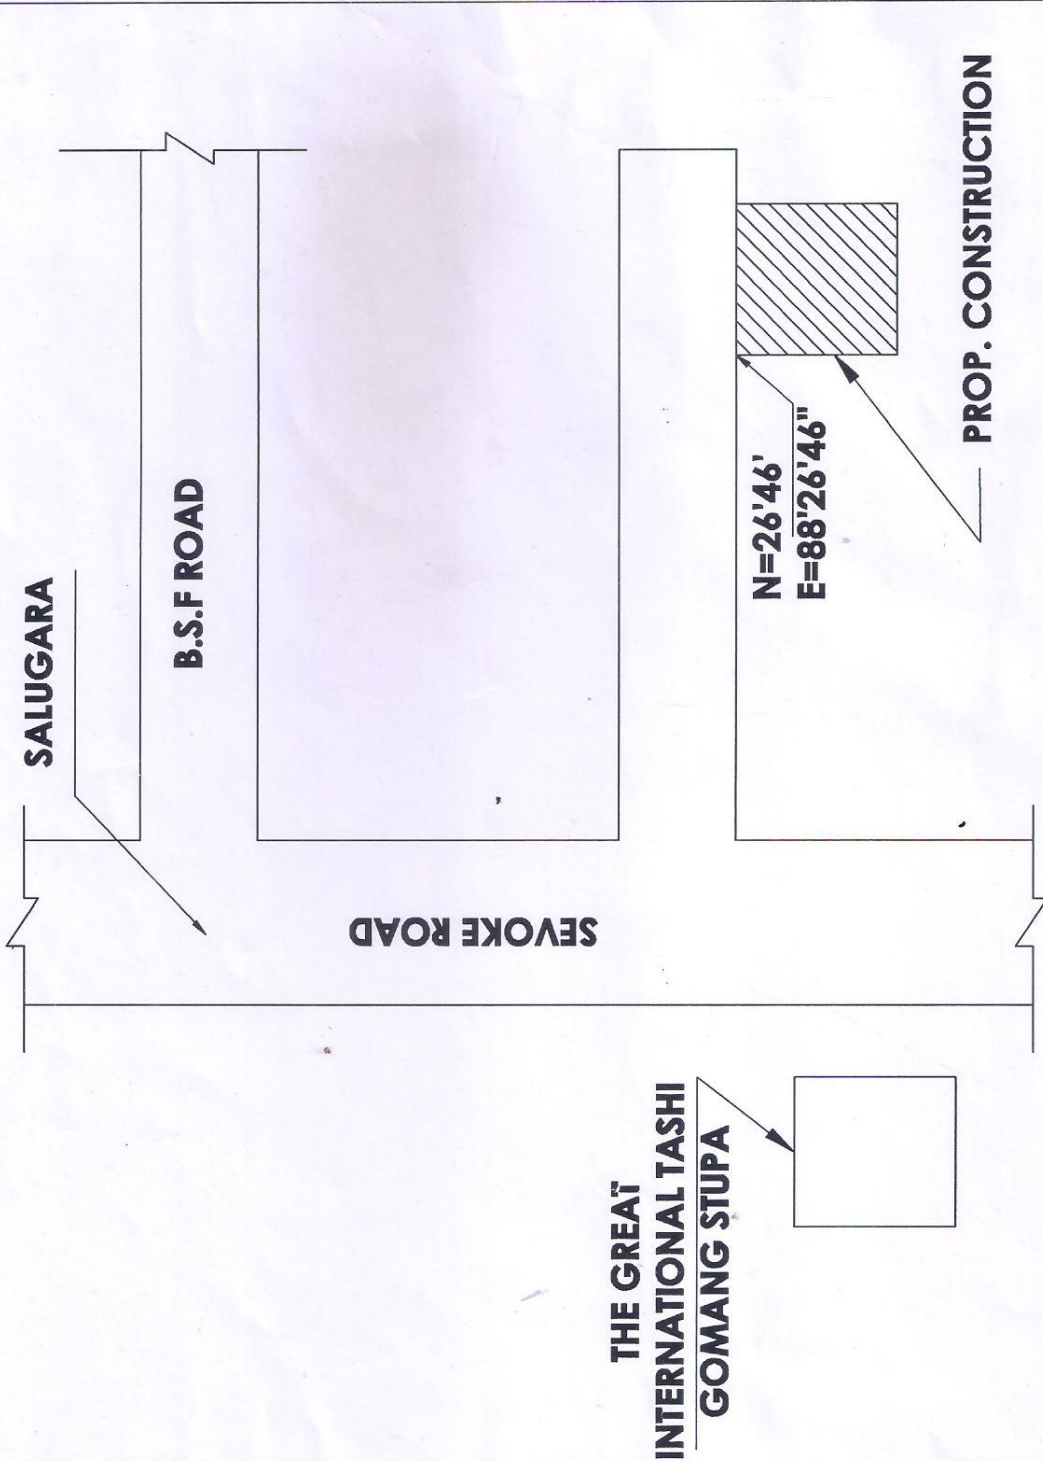 SALUGARA
B.S.F ROAD
SEVOKE ROAD
THE GREAT
INTERNATIONAL TASHI
GOMANG STUPA
N=26'46'
E=88'26'46"
PROP. CONSTRUCTION